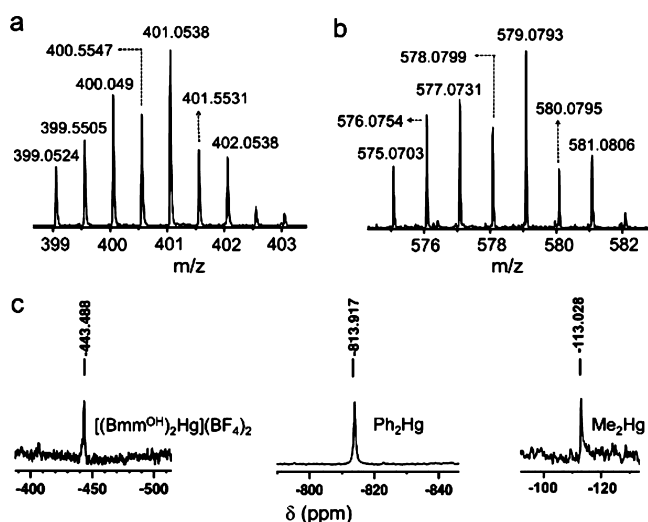 a
401.0538
400.5547
400.049
401.5531
399.5505
402.0538
399.0524
399 400 401 402 403
m/z
b
579.0793
578.0799
577.0731
576.0754
580.0795
575.0703
581.0806
576 578 580 582
m/z
c
-443.488
-813.917
-113.028
[(Bmm^OH)₂Hg](BF₄)₂
Ph₂Hg
Me₂Hg
-400 -450 -500
-800 -820 -840
-100 -120
δ (ppm)